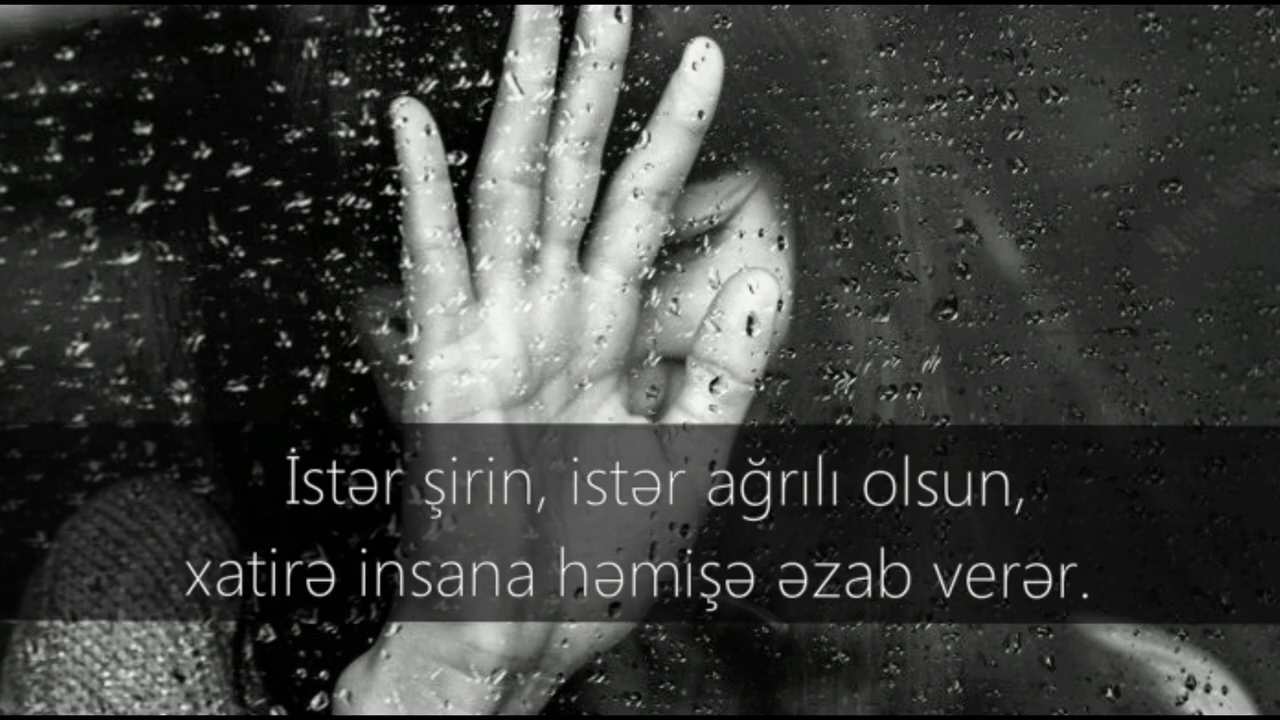 İstər şirin, istər ağrılı olsun,
xatirə insana həmişə əzab verər.